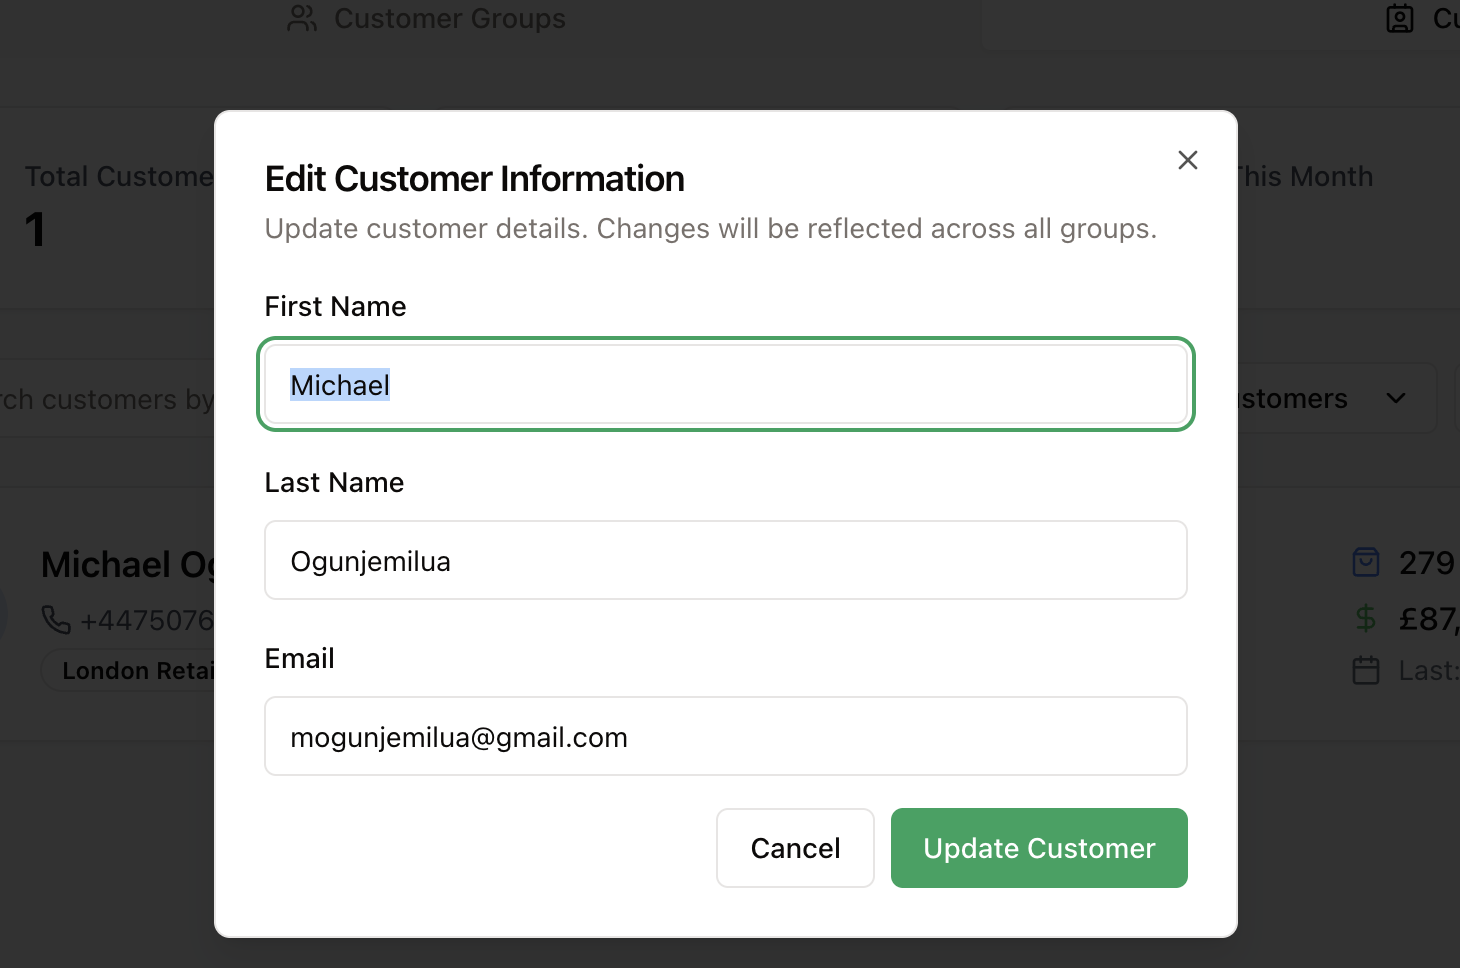 Customer Groups
Total Custome
1
This Month
Edit Customer Information
Update customer details. Changes will be reflected across all groups.
First Name
Michael
rch customers by
stomers
Last Name
Ogunjemilua
Michael Og
+4475076
London Retai
279
£87,
Last:
Email
mogunjemilua@gmail.com
Cancel
Update Customer